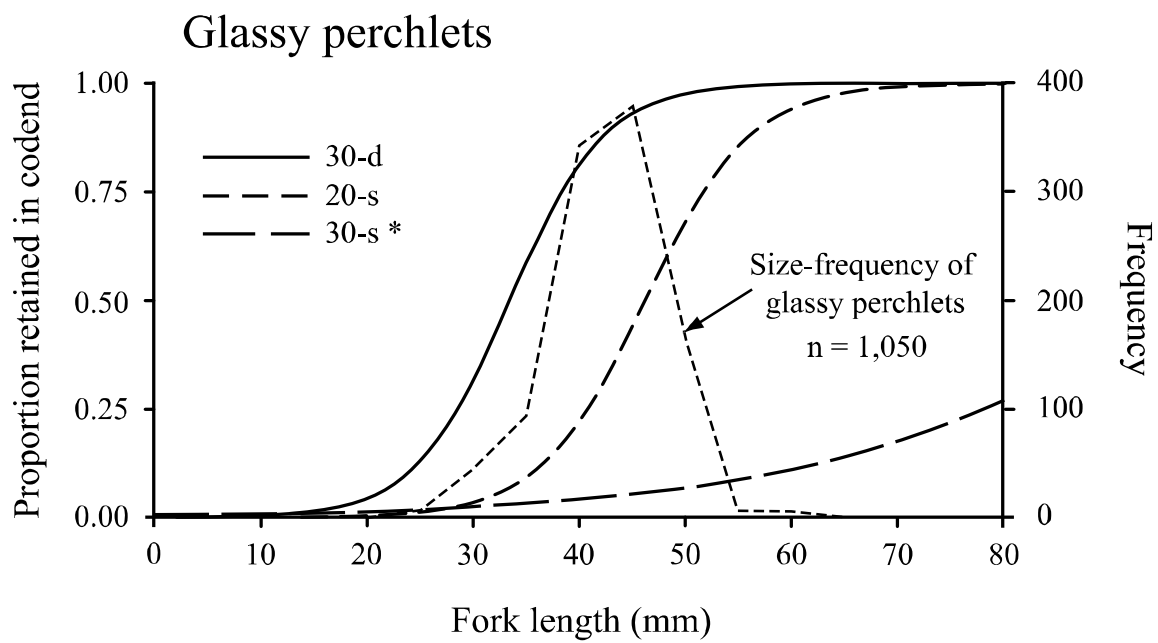 Glassy perchlets
Proportion retained in codend
1.00
0.75
0.50
0.25
0.00
30-d
20-s
30-s *
Size-frequency of
glassy perchlets
n = 1,050
400
300
200
100
0
Frequency
0 10 20 30 40 50 60 70 80
Fork length (mm)